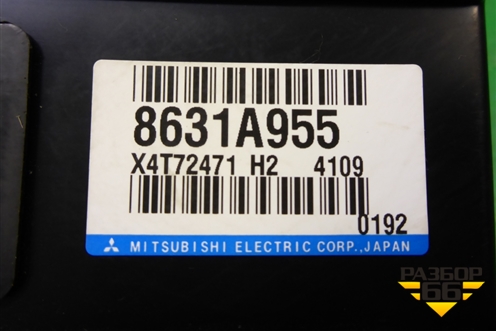 8631A955
X4T72471 H2 4109
0192
MITSUBISHI ELECTRIC CORP.,JAPAN
РАЗБОР
66